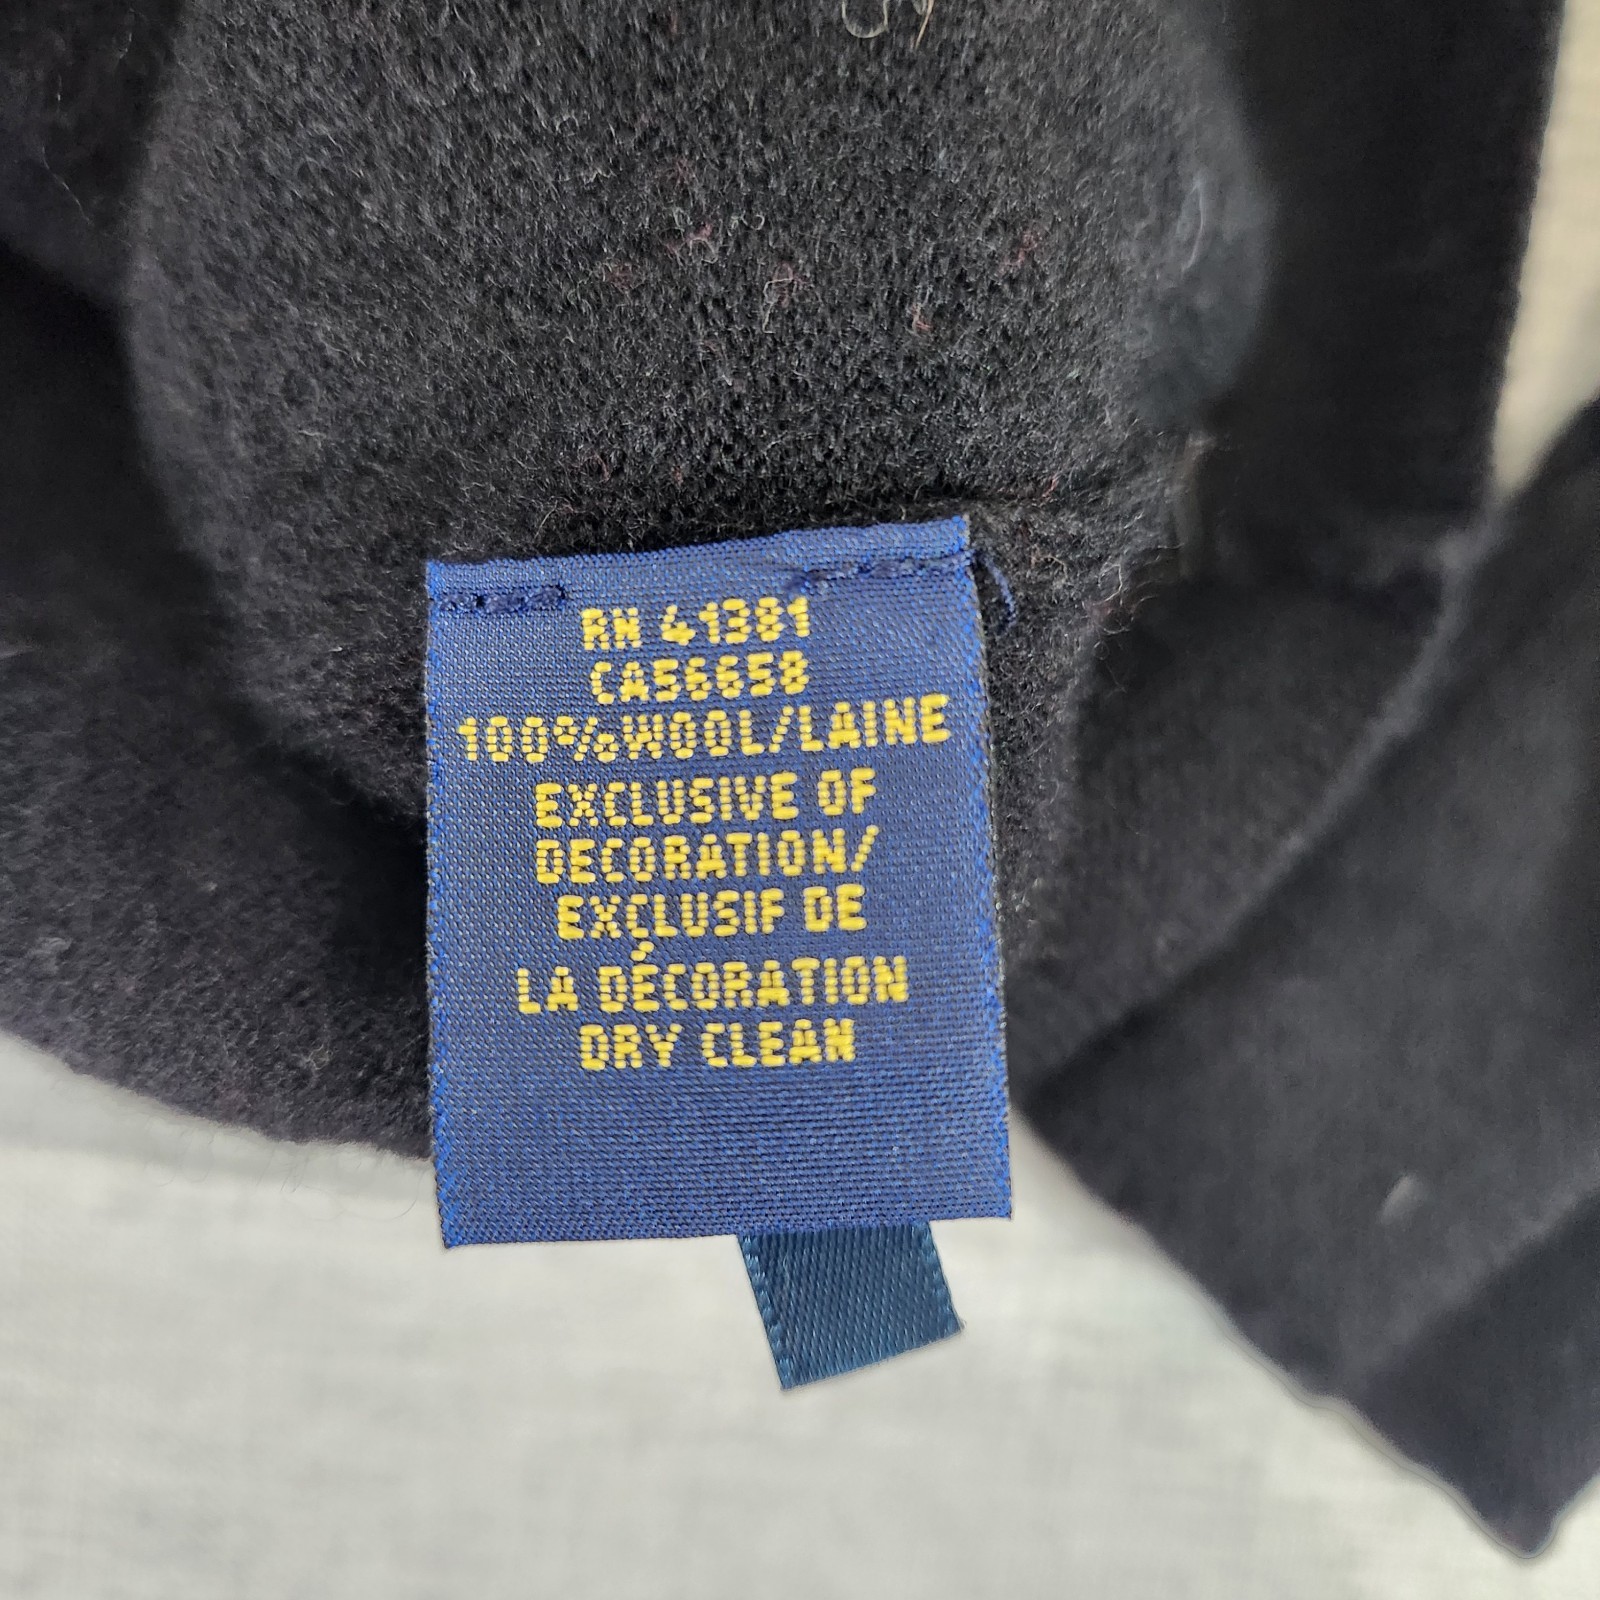 RN 41381
CA56658
100%WOOL/LAINE
EXCLUSIVE OF
DECORATION/
EXCLUSIF DE
LA DÉCORATION
DRY CLEAN